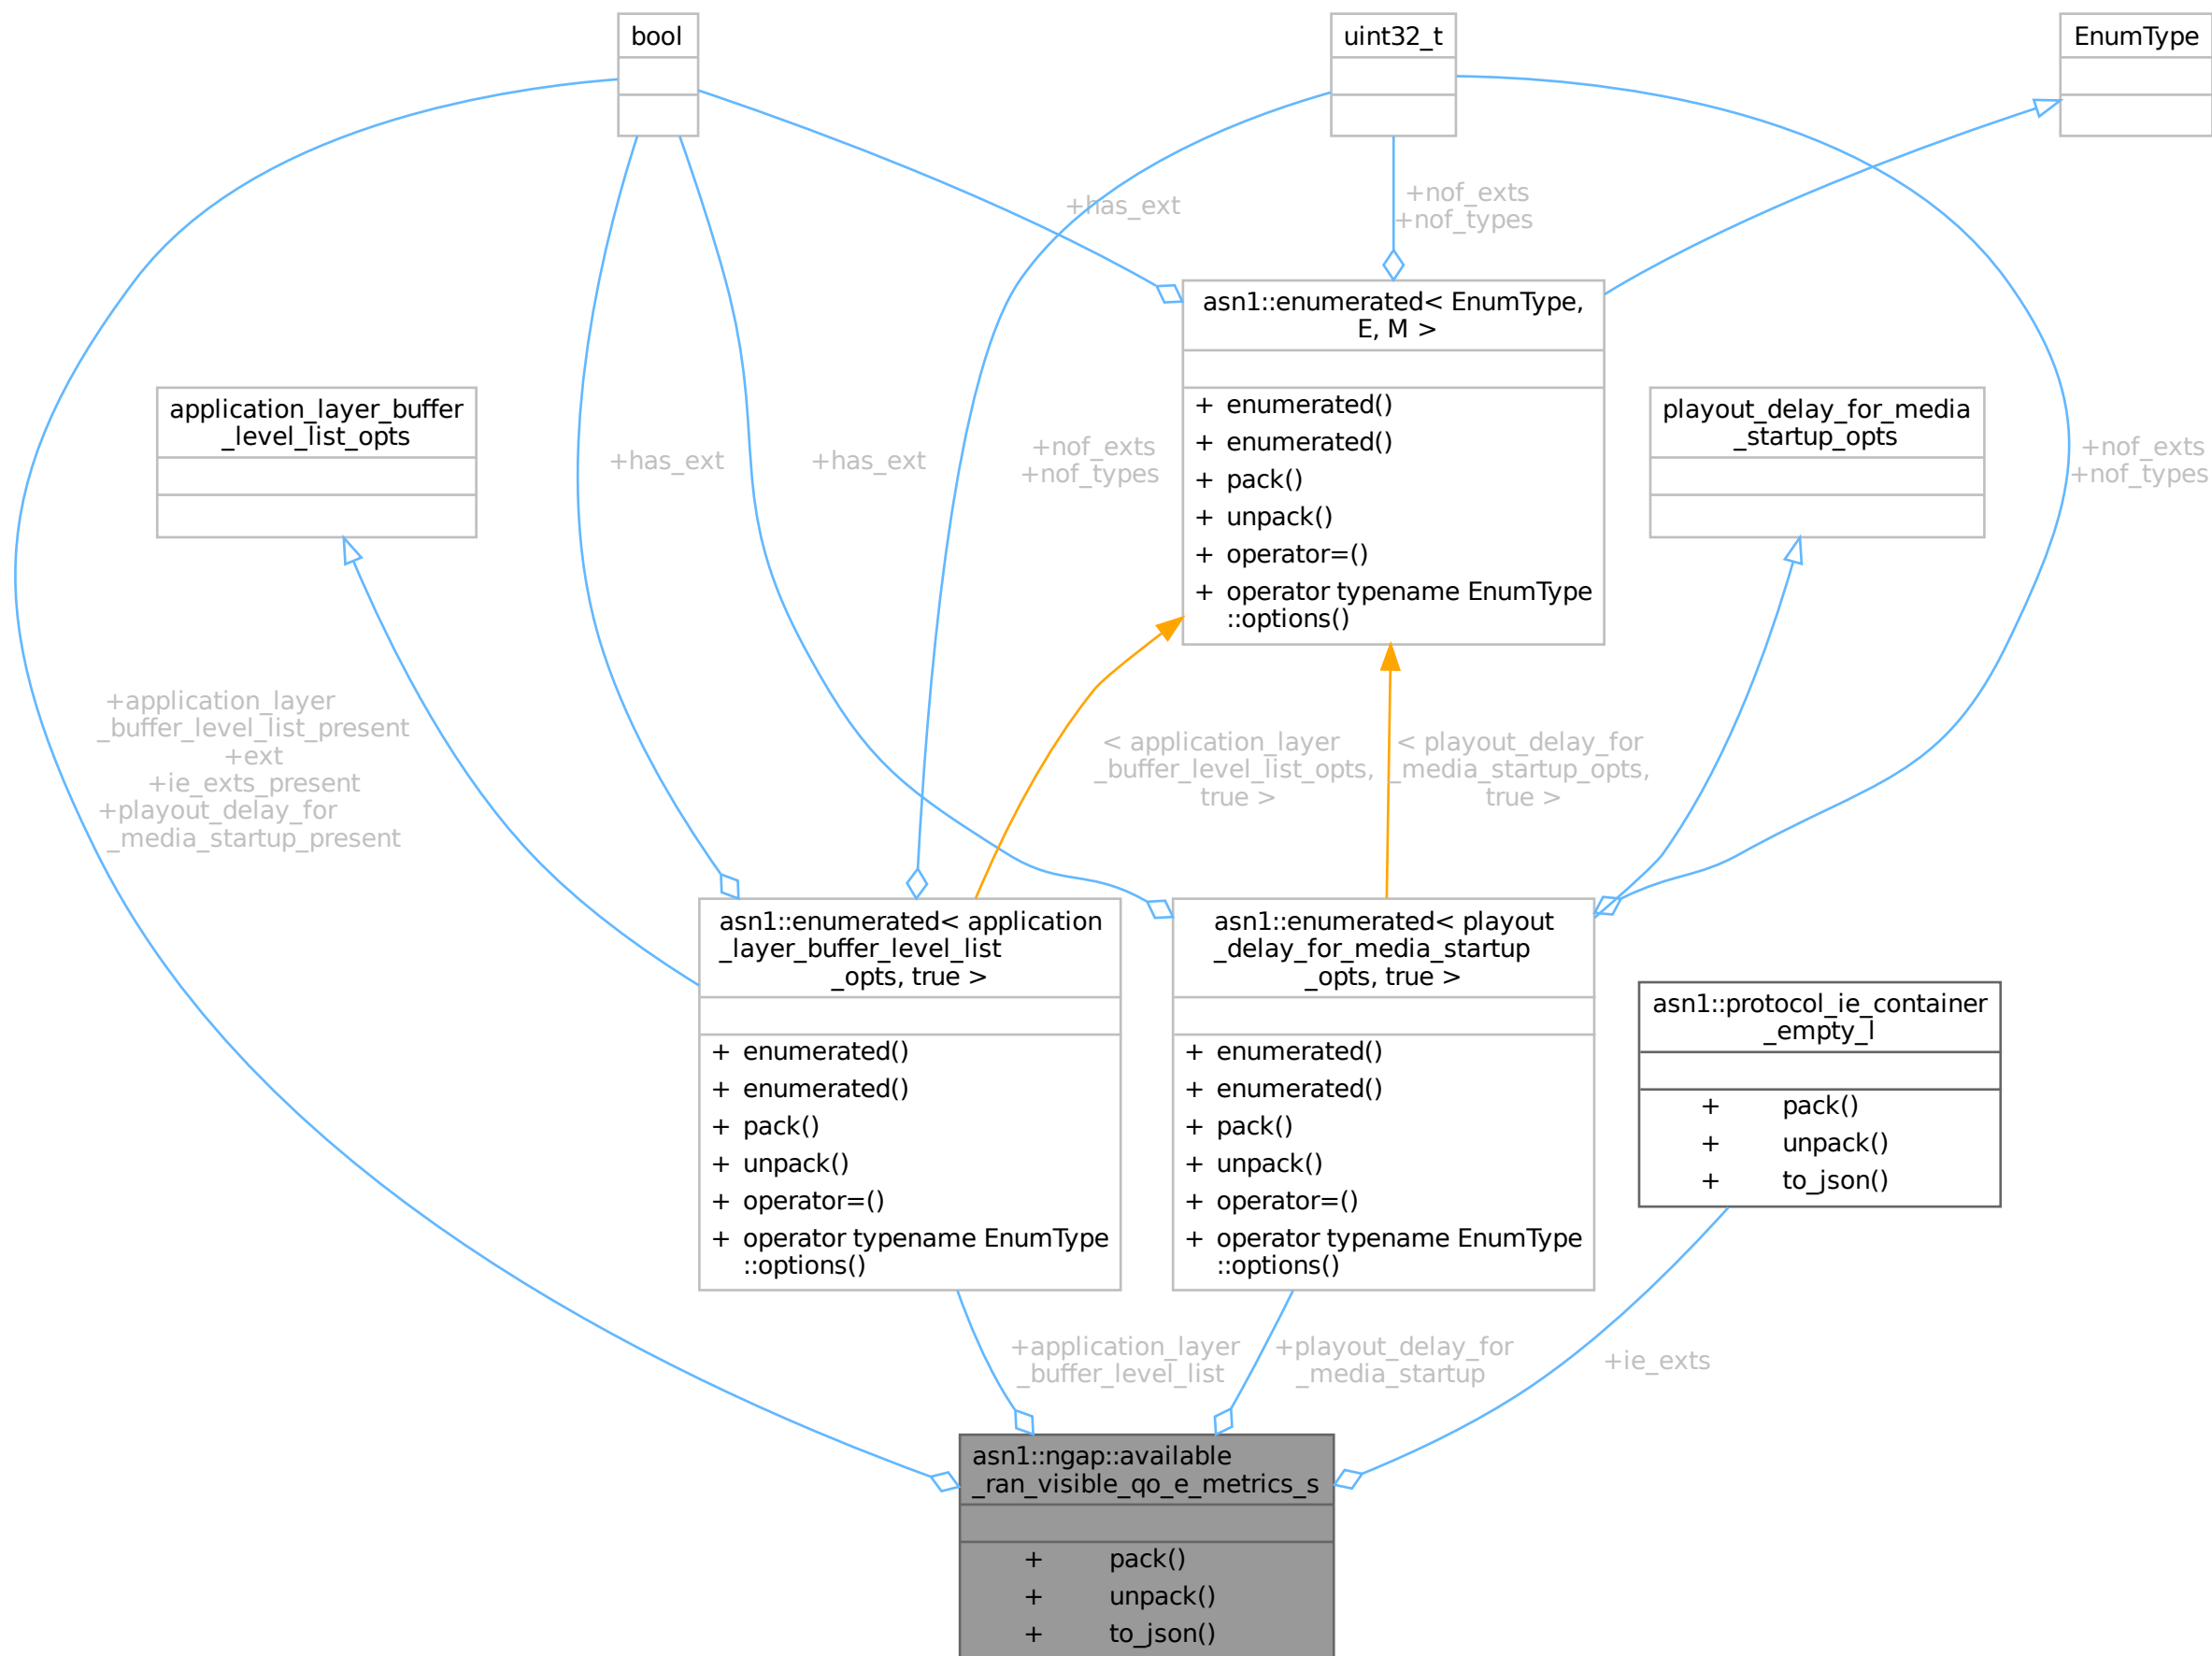 bool
uint32_t
EnumType
+has_ext
+nof_exts
+nof_types
asn1::enumerated< EnumType,
E, M >
+ enumerated()
+ enumerated()
+ pack()
+ unpack()
+ operator=()
+ operator typename EnumType
::options()
application_layer_buffer
_level_list_opts
playout_delay_for_media
_startup_opts
+has_ext
+has_ext
+nof_exts
+nof_types
+nof_exts
+nof_types
+application_layer
_buffer_level_list_present
+ext
+ie_exts_present
+playout_delay_for
_media_startup_present
< application_layer
_buffer_level_list_opts,
true >
< playout_delay_for
_media_startup_opts,
true >
asn1::enumerated< application
_layer_buffer_level_list
_opts, true >
+ enumerated()
+ enumerated()
+ pack()
+ unpack()
+ operator=()
+ operator typename EnumType
::options()
asn1::enumerated< playout
_delay_for_media_startup
_opts, true >
+ enumerated()
+ enumerated()
+ pack()
+ unpack()
+ operator=()
+ operator typename EnumType
::options()
asn1::protocol_ie_container
_empty_l
+ pack()
+ unpack()
+ to_json()
+application_layer
_buffer_level_list
+playout_delay_for
_media_startup
+ie_exts
asn1::ngap::available
_ran_visible_qo_e_metrics_s
+ pack()
+ unpack()
+ to_json()